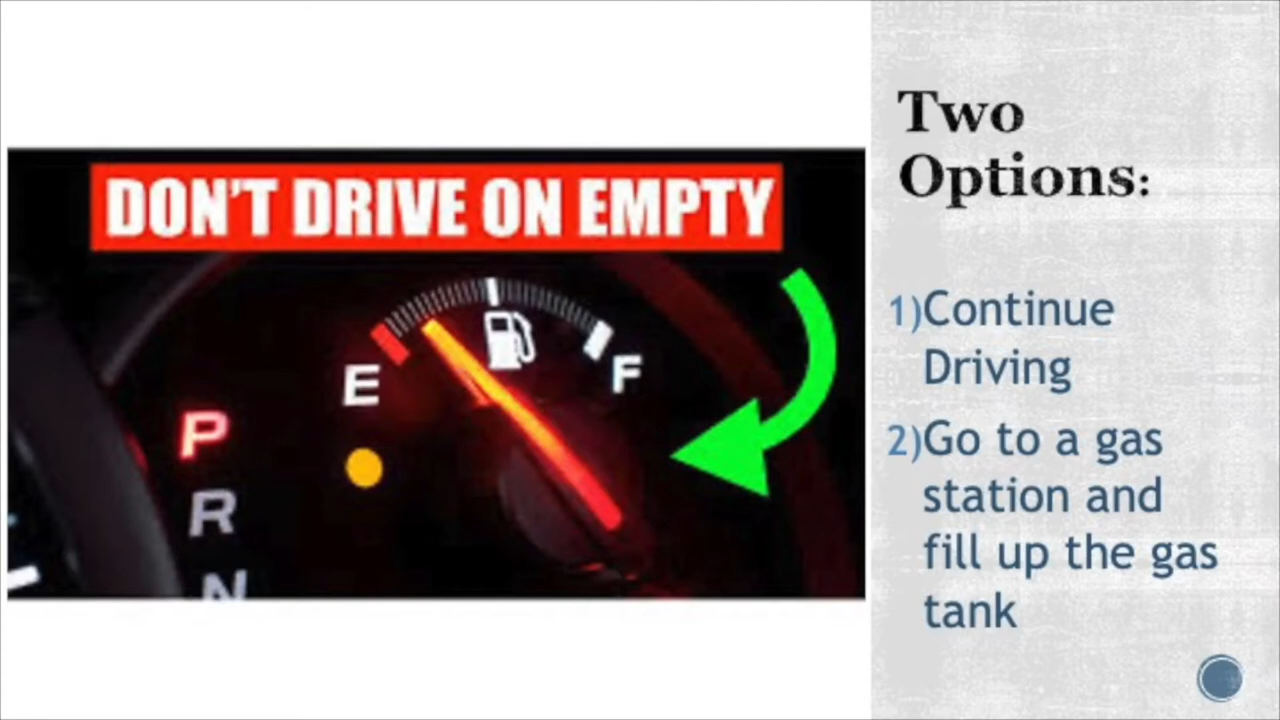 DON'T DRIVE ON EMPTY
E
F
P
R
N
Two
Options:
1)Continue
Driving
2)Go to a gas
station and
fill up the gas
tank